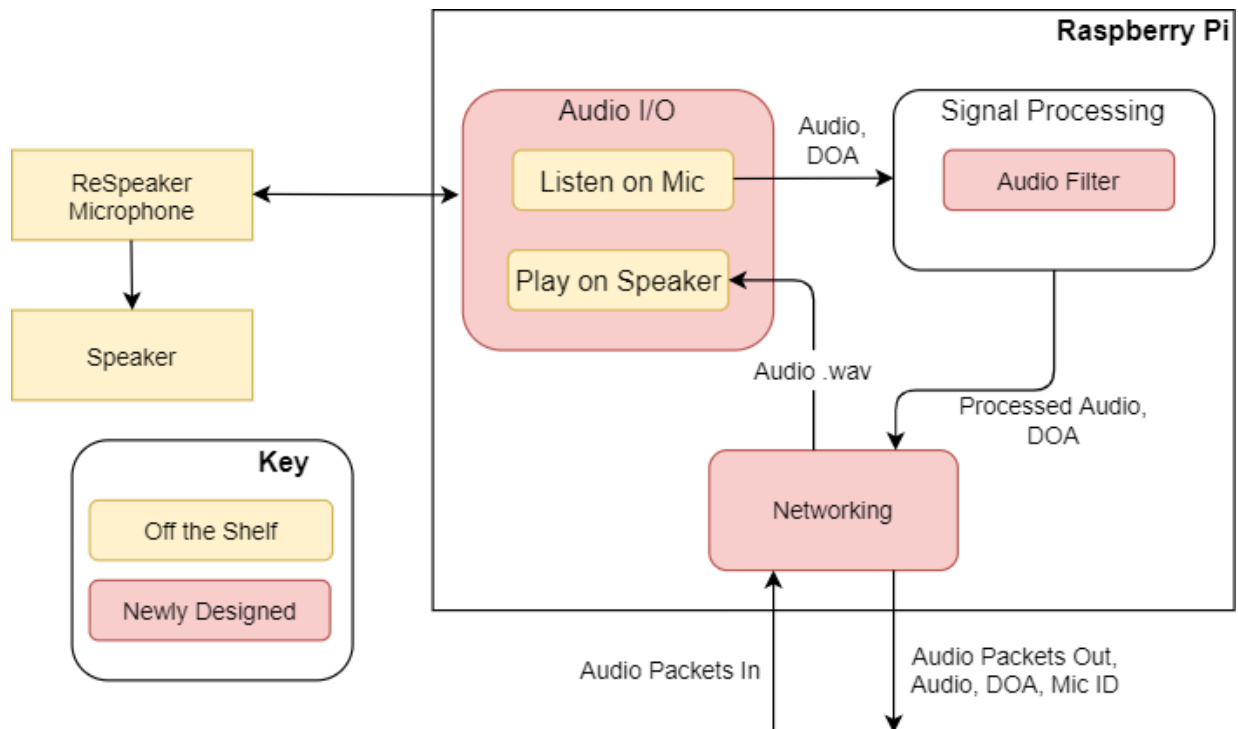 Raspberry Pi
Audio I/O
Listen on Mic
Play on Speaker
Audio,
DOA
Signal Processing
Audio Filter
ReSpeaker
Microphone
Speaker
Audio .wav
Processed Audio,
DOA
Networking
Audio Packets In
Audio Packets Out,
Audio, DOA, Mic ID
Key
Off the Shelf
Newly Designed